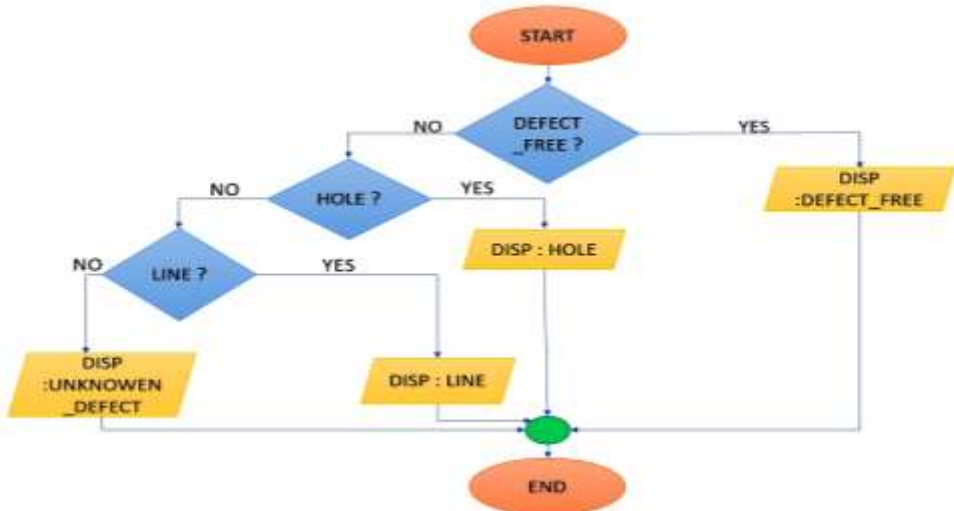 START
DEFECT
_FREE ?
NO
YES
DISP
:DEFECT_FREE
HOLE ?
NO
YES
DISP : HOLE
LINE ?
NO
YES
DISP
:UNKNOWEN
_DEFECT
DISP : LINE
END